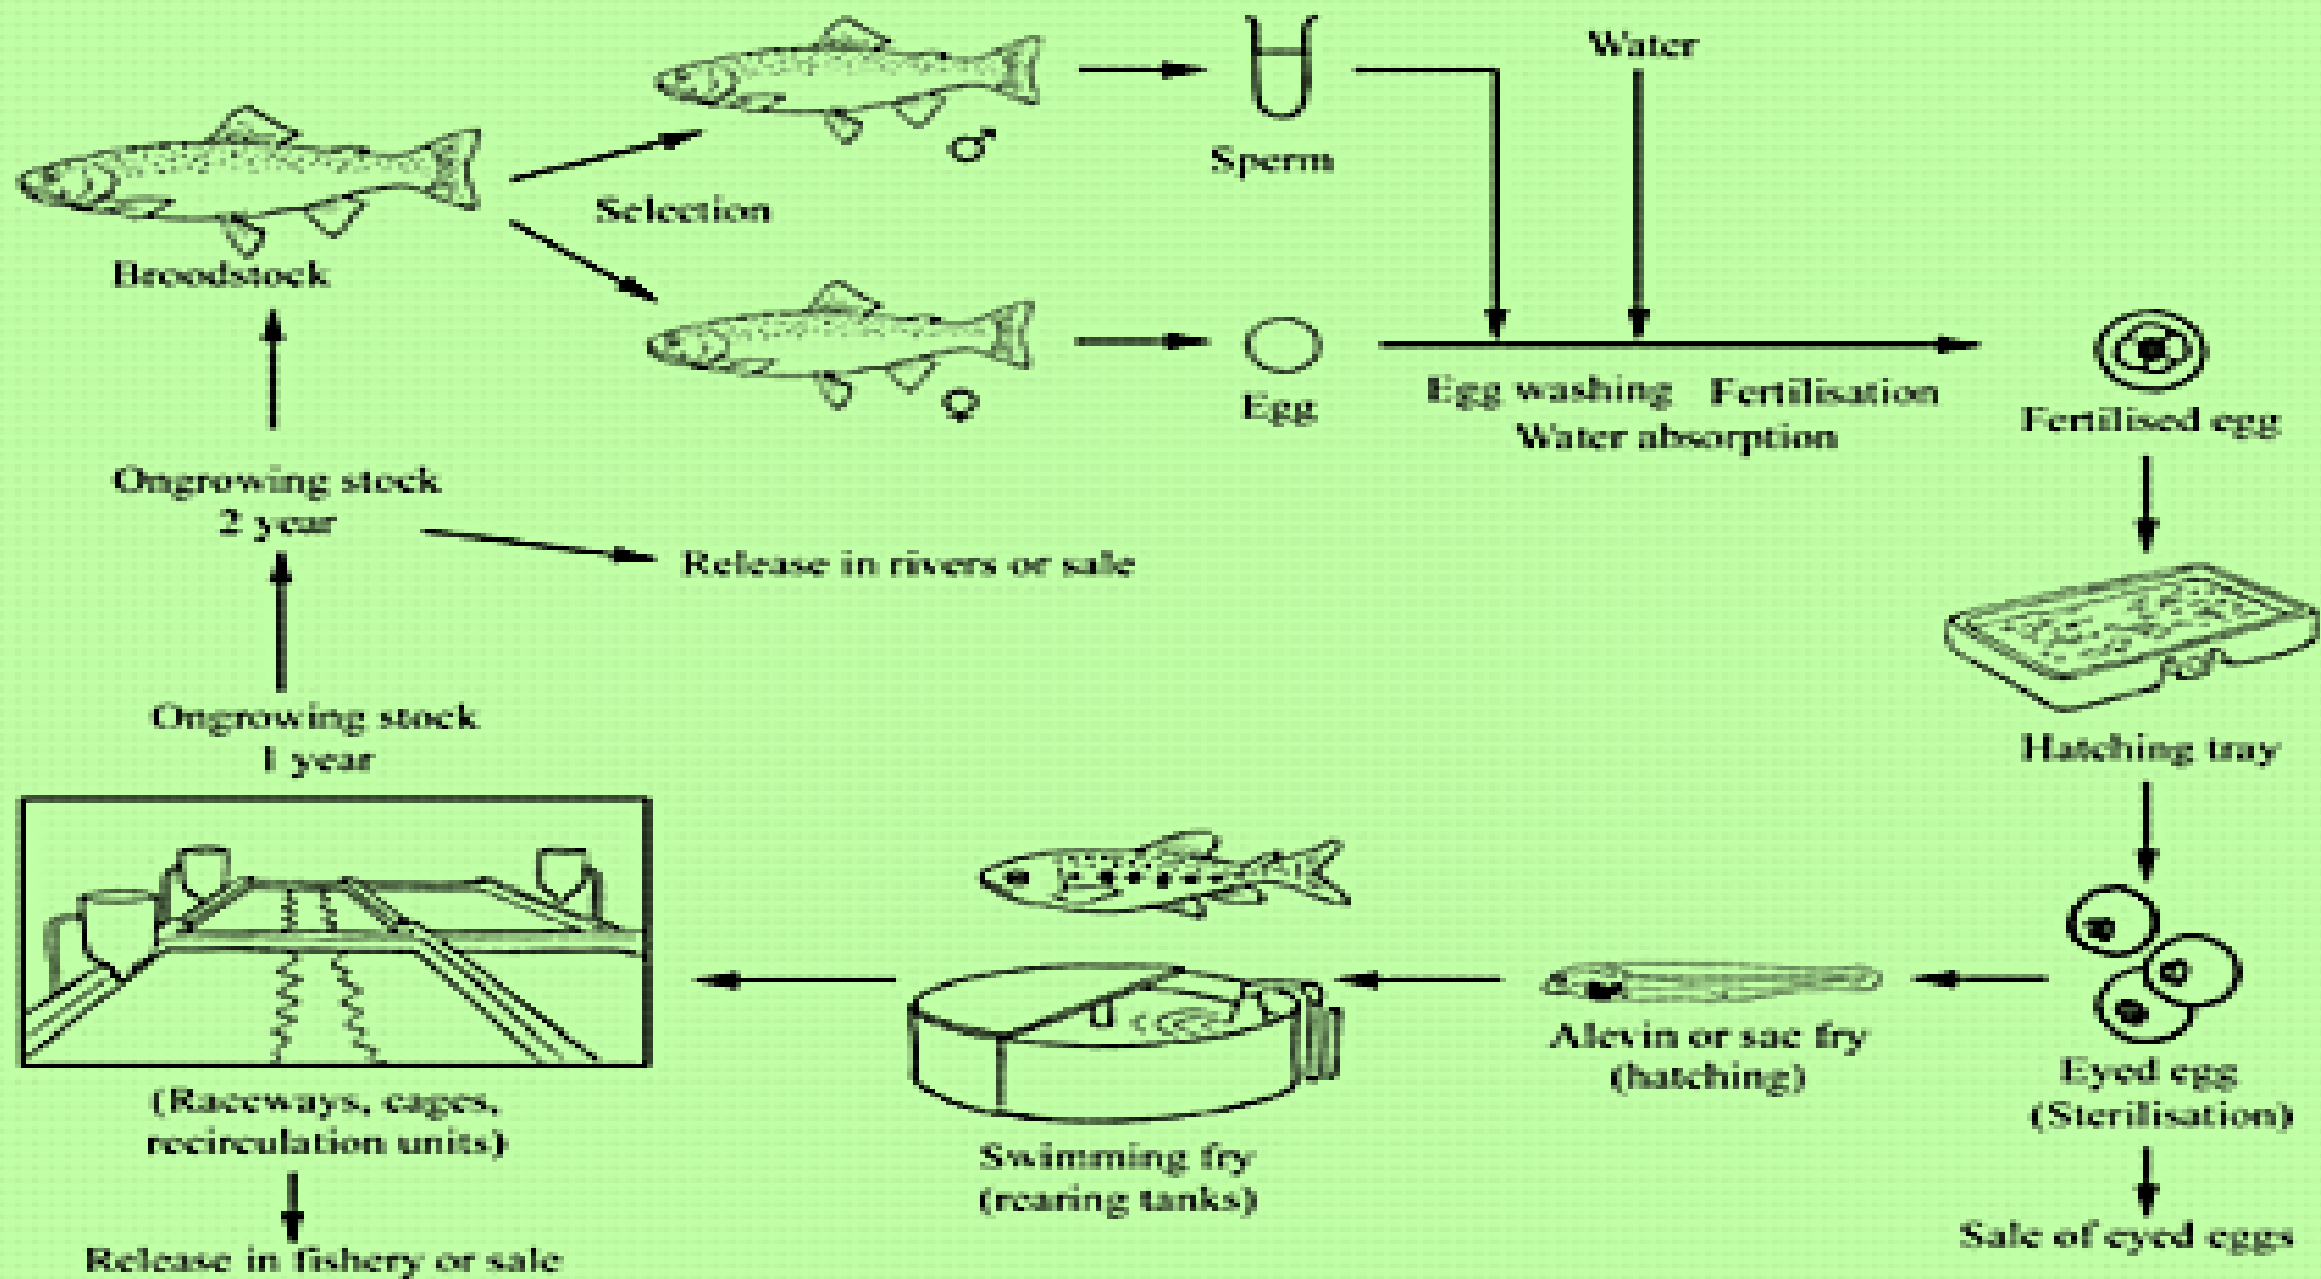 Water
Sperm
Selection
Broodstock
Egg
Egg washing Fertilisation
Water absorption
Fertilised egg
Ongrowing stock
2 year
Release in rivers or sale
Ongrowing stock
1 year
Hatching tray
Alevin or sac fry
(hatching)
Eyed egg
(Sterilisation)
(Raceways, cages,
recirculation units)
Swimming fry
(rearing tanks)
Sale of eyed eggs
Release in fishery or sale